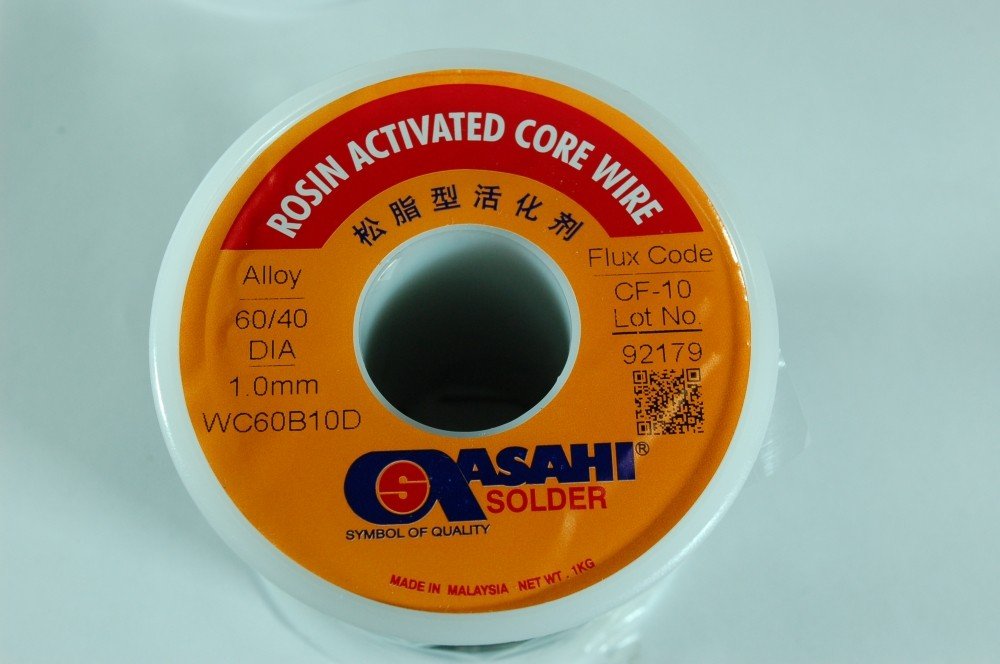 ROSIN ACTIVATED CORE WIRE
松脂型活化剂
Alloy
60/40
DIA
1.0mm
WC60B10D
Flux Code
CF-10
Lot No.
92179
ASAHI®
S
SOLDER
SYMBOL OF QUALITY
MADE IN MALAYSIA NET WT. 1KG